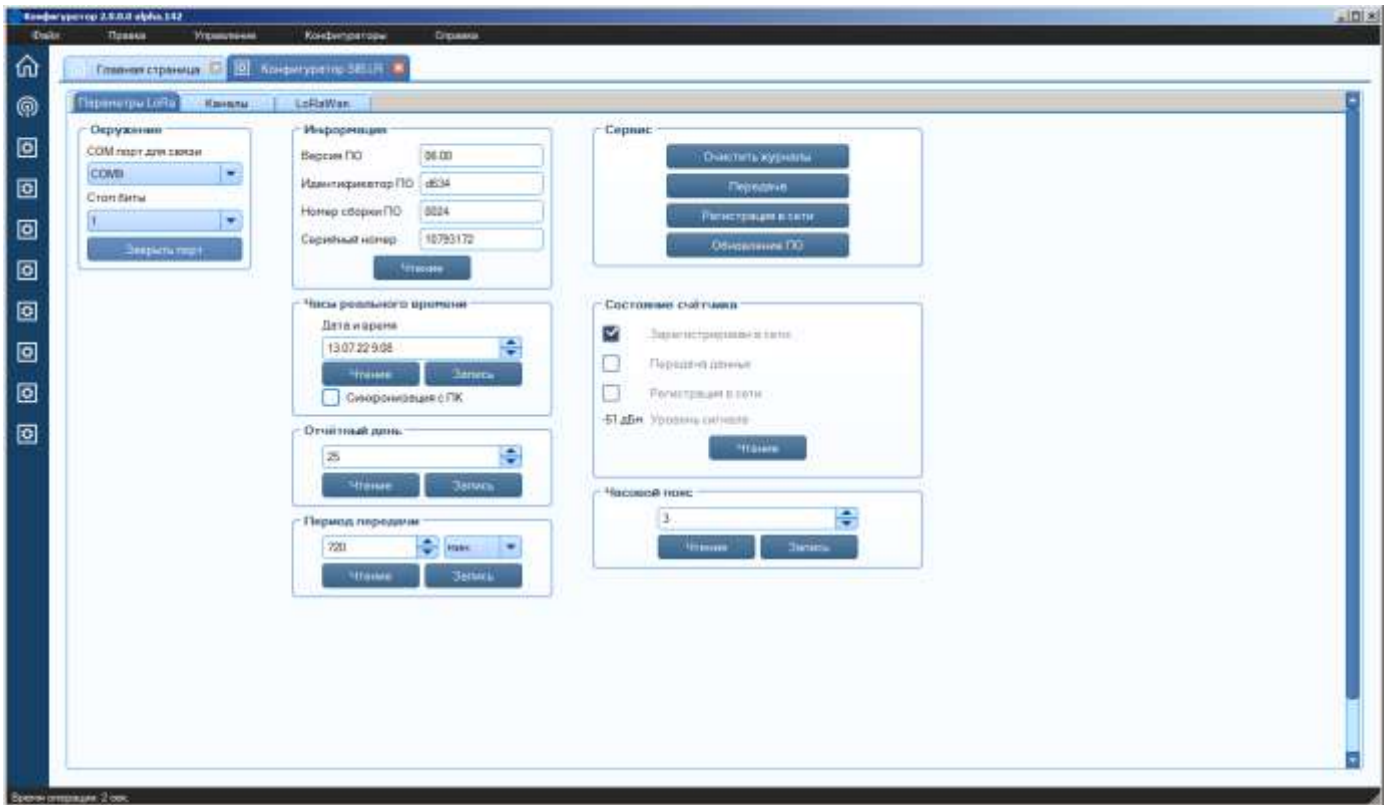 Конфигуратор 2.0.0.0 alpha.142
Файл Правка Управление Конфигураторы Справка
Главная страница Конфигуратор
Параметры LoRa Каналы LoRaWan
Окружение
COM порт для связи
Стоп биты
1
Закрыть порт
Информация
Версия ПО 06.00
Идентификатор ПО d634
Номер сборки ПО 0024
Серийный номер 10793172
Чтение
Часы реального времени
Дата и время
13.07.22 9:08
Чтение Запись
Синхронизация с ПК
Отчётный день
25
Чтение Запись
Период передачи
720 мин.
Чтение Запись
Сервис
Очистить журналы
Передача
Регистрация в сети
Обновление ПО
Состояние счётчика
Зарегистрирован в сети
Передача данных
Регистрация в сети
Уровень сигнала
Чтение
Часовой пояс
3
Чтение Запись
Время операции: 2 сек.